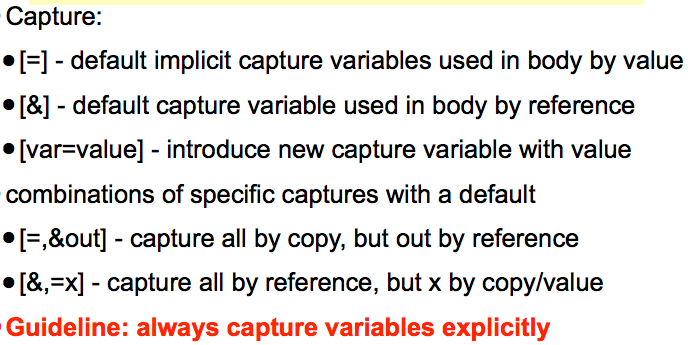 Capture:
•[=] - default implicit capture variables used in body by value
•[&] - default capture variable used in body by reference
•[var=value] - introduce new capture variable with value
combinations of specific captures with a default
•[=,&out] - capture all by copy, but out by reference
•[&,=x] - capture all by reference, but x by copy/value
Guideline: always capture variables explicitly